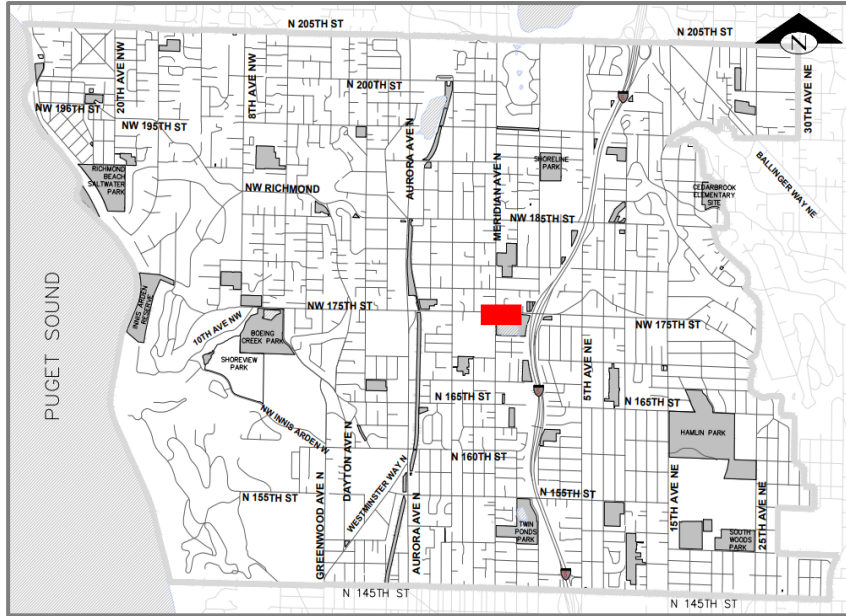 N 205TH ST
N 205TH ST
N
20TH AVE NW
8TH AVE NW
N 200TH ST
30TH AVE NE
NW 196TH ST
NW 195TH ST
AURORA AVE N
MERIDIAN AVE N
SHORELINE
PARK
BALLINGER WAY NE
RICHMOND
BEACH
SALTWATER
PARK
NW RICHMOND
CEDARBROOK
ELEMENTARY
SITE
NW 185TH ST
PUGET SOUND
INNIS ARDEN
RESERVE
NW 175TH ST
NW 175TH ST
10TH AVE NW
BOEING
CREEK PARK
SHOREVIEW
PARK
5TH AVE NE
N 165TH ST
N 165TH ST
NW INNIS ARDEN W
DAYTON AVE N
HAMLIN PARK
N 160TH ST
WESTMINSTER WAY N
GREENWOOD AVE N
N 155TH ST
N 155TH ST
AURORA AVE N
15TH AVE NE
25TH AVE NE
TWIN
PONDS
PARK
SOUTH
WOODS
PARK
N 145TH ST
N 145TH ST